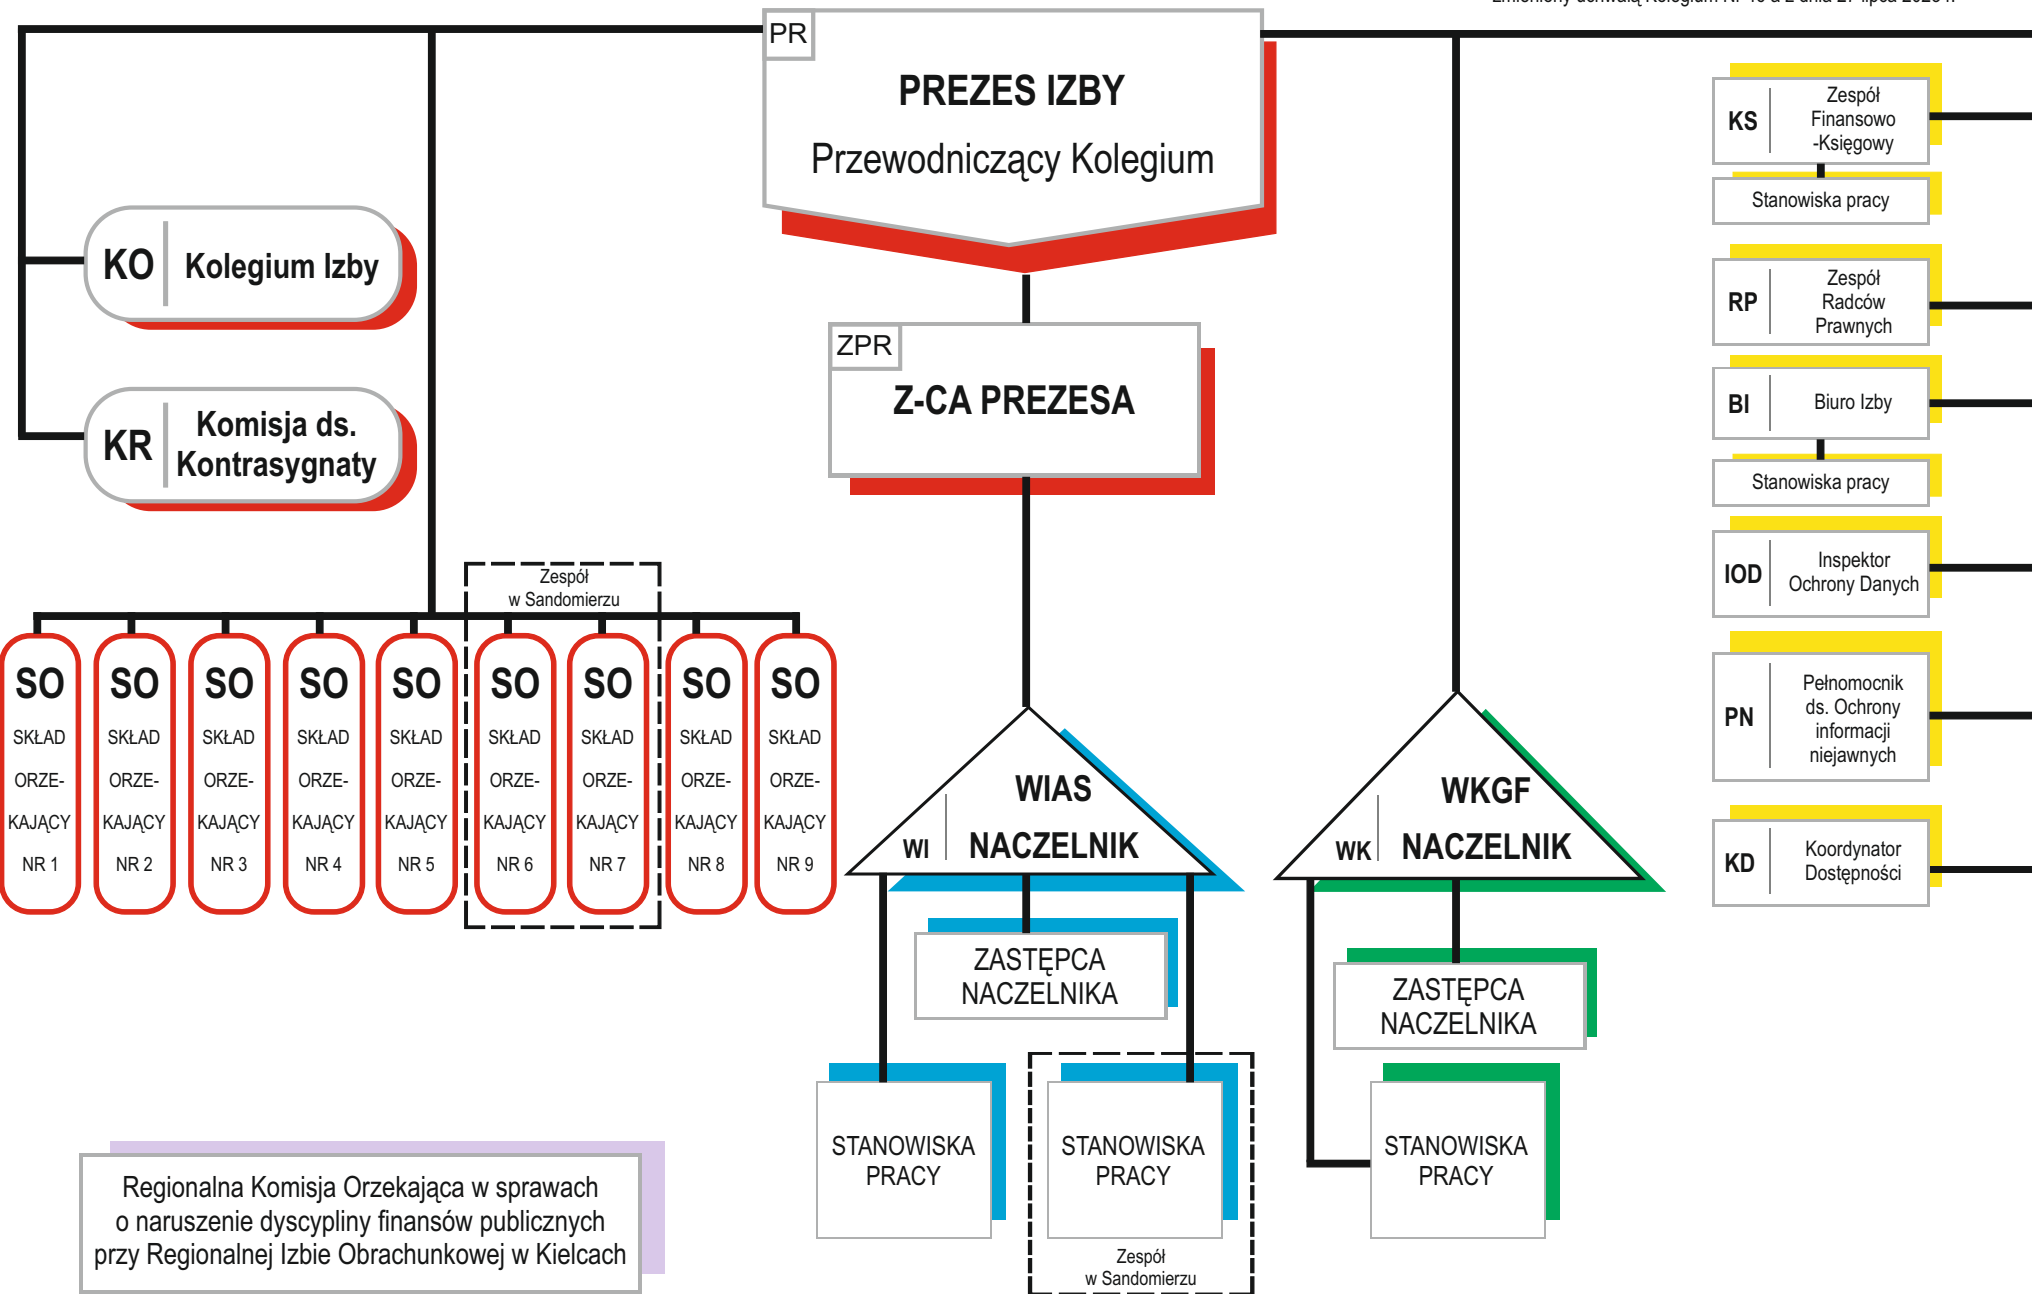 PR
PREZES IZBY
Przewodniczący Kolegium
KO
Kolegium Izby
KR
Komisja ds.
Kontrasygnaty
ZPR
Z-CA PREZESA
KS
Zespół
Finansowo
-Księgowy
Stanowiska pracy
RP
Zespół
Radców
Prawnych
BI
Biuro Izby
Stanowiska pracy
IOD
Inspektor
Ochrony Danych
PN
Pełnomocnik
ds. Ochrony
informacji
niejawnych
KD
Koordynator
Dostępności
Zespół
w Sandomierzu
SO
SKŁAD
ORZE-
KAJĄCY
NR 1
SO
SKŁAD
ORZE-
KAJĄCY
NR 2
SO
SKŁAD
ORZE-
KAJĄCY
NR 3
SO
SKŁAD
ORZE-
KAJĄCY
NR 4
SO
SKŁAD
ORZE-
KAJĄCY
NR 5
SO
SKŁAD
ORZE-
KAJĄCY
NR 6
SO
SKŁAD
ORZE-
KAJĄCY
NR 7
SO
SKŁAD
ORZE-
KAJĄCY
NR 8
SO
SKŁAD
ORZE-
KAJĄCY
NR 9
WI
WIAS
NACZELNIK
ZASTĘPCA
NACZELNIKA
STANOWISKA
PRACY
STANOWISKA
PRACY
Zespół
w Sandomierzu
WK
WKGF
NACZELNIK
ZASTĘPCA
NACZELNIKA
STANOWISKA
PRACY
Regionalna Komisja Orzekająca w sprawach
o naruszenie dyscypliny finansów publicznych
przy Regionalnej Izbie Obrachunkowej w Kielcach